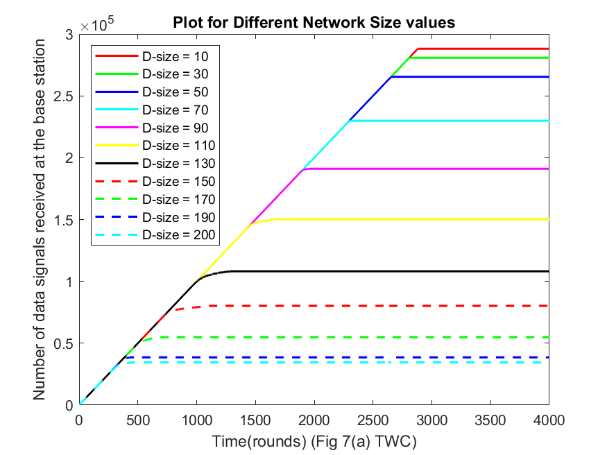 Plot for Different Network Size values
×10^5
3
2.5
2
1.5
1
0.5
0
Number of data signals received at the base station
D-size = 10
D-size = 30
D-size = 50
D-size = 70
D-size = 90
D-size = 110
D-size = 130
D-size = 150
D-size = 170
D-size = 190
D-size = 200
0 500 1000 1500 2000 2500 3000 3500 4000
Time(rounds) (Fig 7(a) TWC)